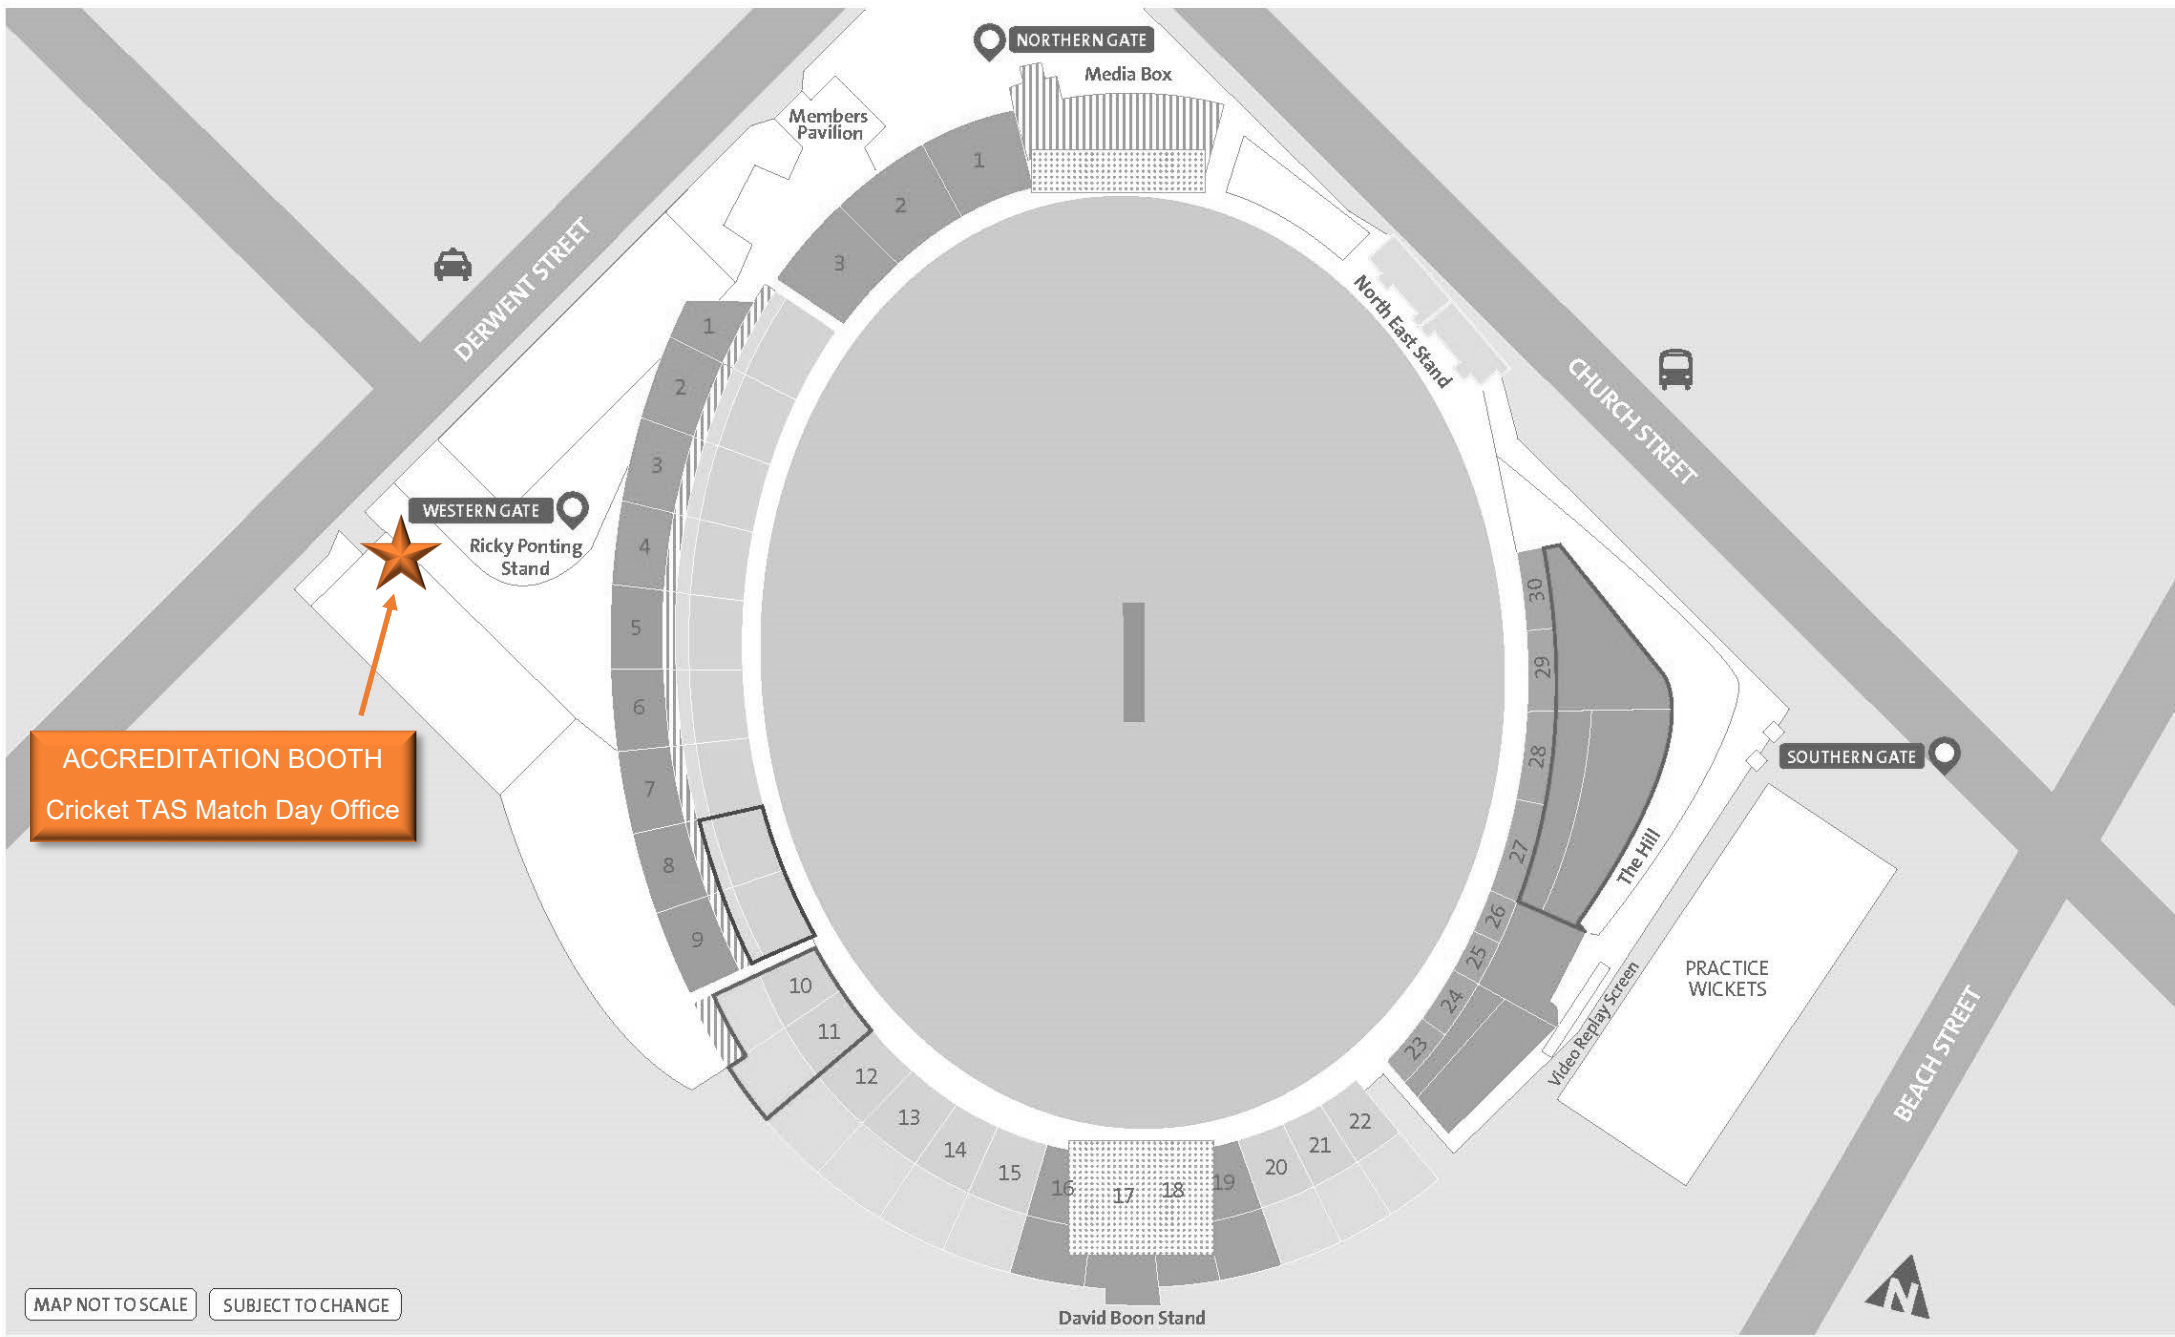 NORTHERN GATE
Media Box
Members
Pavilion
1
2
3
DERWENT STREET
North East Stand
CHURCH STREET
1
2
3
4
5
6
7
8
9
WESTERN GATE
Ricky Ponting
Stand
ACCREDITATION BOOTH
Cricket TAS Match Day Office
10
11
12
13
14
15
16
17
18
19
20
21
22
23
24
25
26
27
28
29
30
The Hill
SOUTHERN GATE
Video Replay Screen
PRACTICE
WICKETS
BEACH STREET
David Boon Stand
MAP NOT TO SCALE
SUBJECT TO CHANGE
N